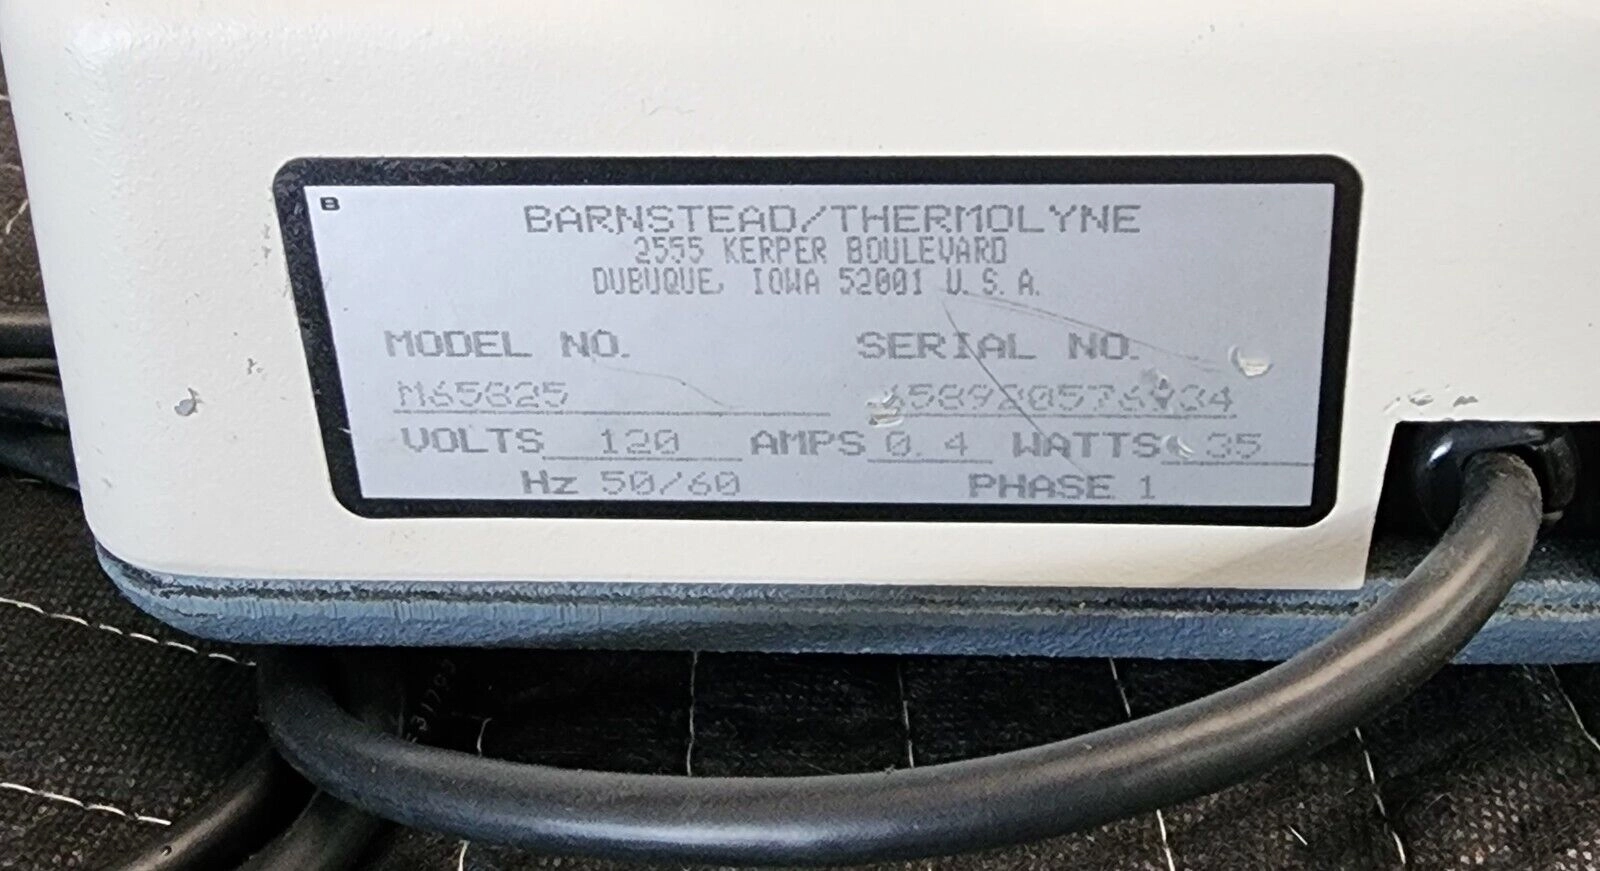 B
BARNSTEAD/THERMOLYNE
2555 KERPER BOULEVARD
DUBUQUE, IOWA 52001 U.S.A.
MODEL NO. SERIAL NO.
M65825
VOLTS 120 AMPS 0.4 WATTS 35
Hz 50/60 PHASE 1